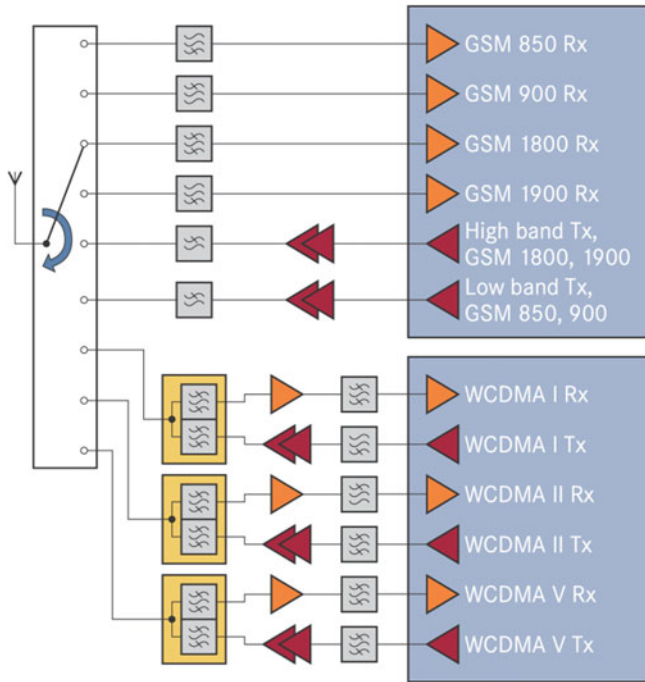 GSM 850 Rx
GSM 900 Rx
GSM 1800 Rx
GSM 1900 Rx
High band Tx,
GSM 1800, 1900
Low band Tx,
GSM 850, 900
WCDMA I Rx
WCDMA I Tx
WCDMA II Rx
WCDMA II Tx
WCDMA V Rx
WCDMA V Tx